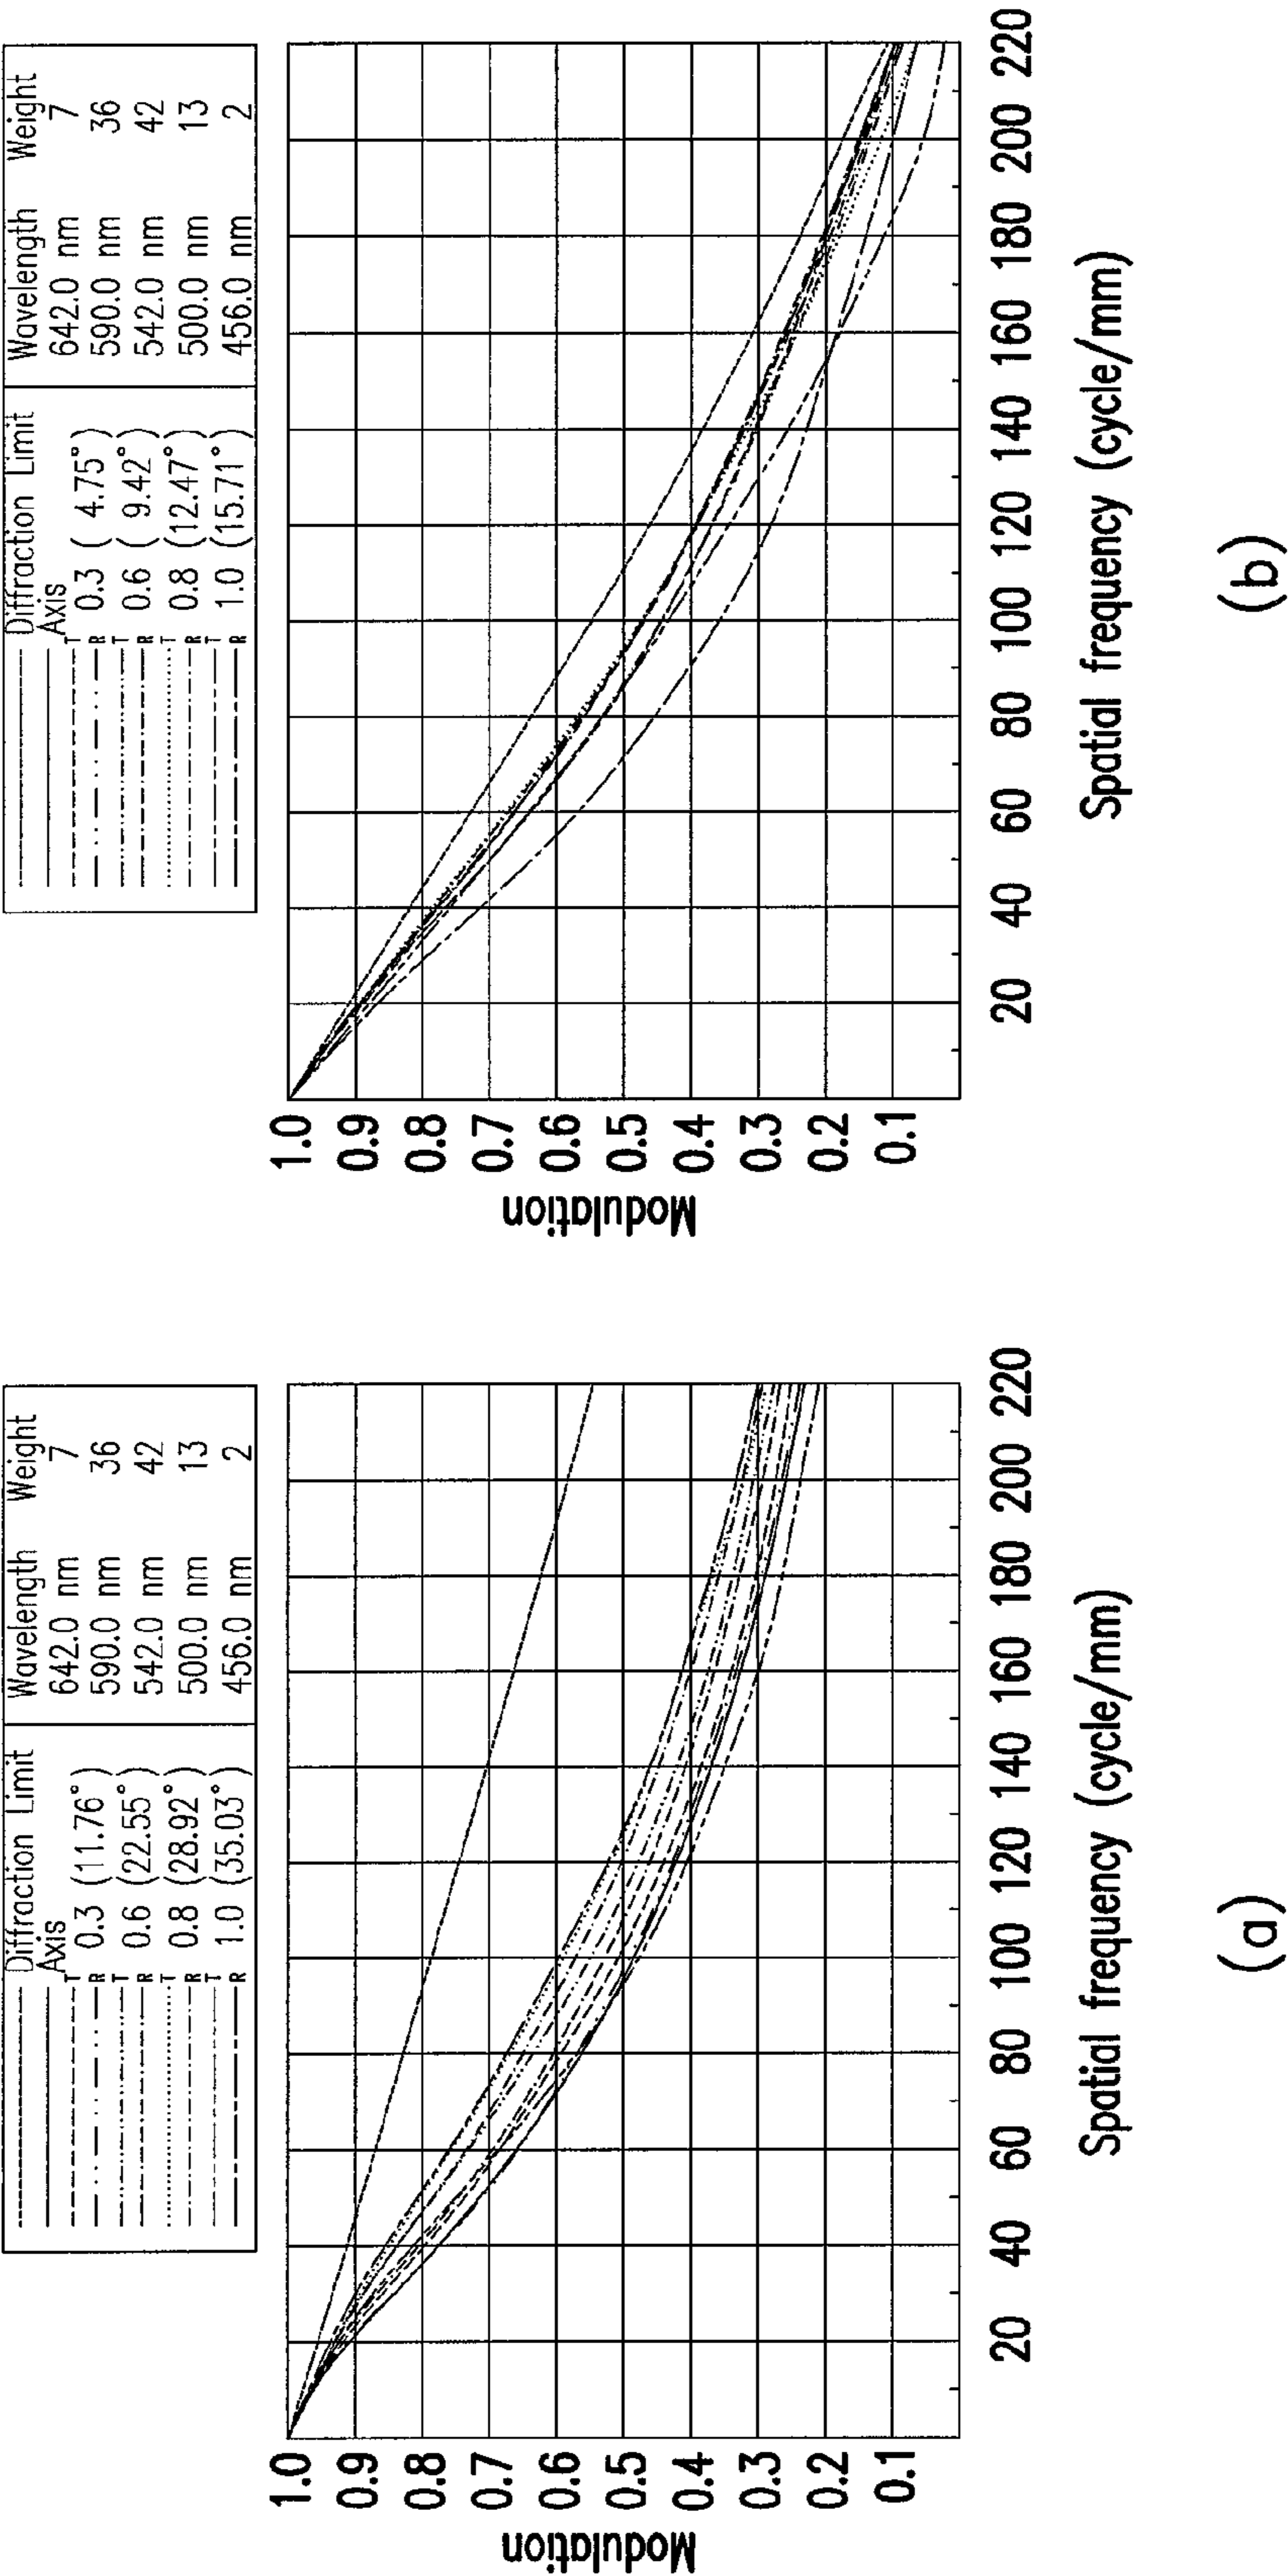 Diffraction Limit Wavelength Weight
Axis 642.0 nm 7
T 0.3 (11.76°) 590.0 nm 36
R
T 0.6 (22.55°) 542.0 nm 42
R
T 0.8 (28.92°) 500.0 nm 13
R
T 1.0 (35.03°) 456.0 nm 2
R
Modulation
1.0
0.9
0.8
0.7
0.6
0.5
0.4
0.3
0.2
0.1
20 40 60 80 100 120 140 160 180 200 220
Spatial frequency (cycle/mm)
(a)
Diffraction Limit Wavelength Weight
Axis 642.0 nm 7
T 0.3 ( 4.75°) 590.0 nm 36
R
T 0.6 ( 9.42°) 542.0 nm 42
R
T 0.8 (12.47°) 500.0 nm 13
R
T 1.0 (15.71°) 456.0 nm 2
R
Modulation
1.0
0.9
0.8
0.7
0.6
0.5
0.4
0.3
0.2
0.1
20 40 60 80 100 120 140 160 180 200 220
Spatial frequency (cycle/mm)
(b)